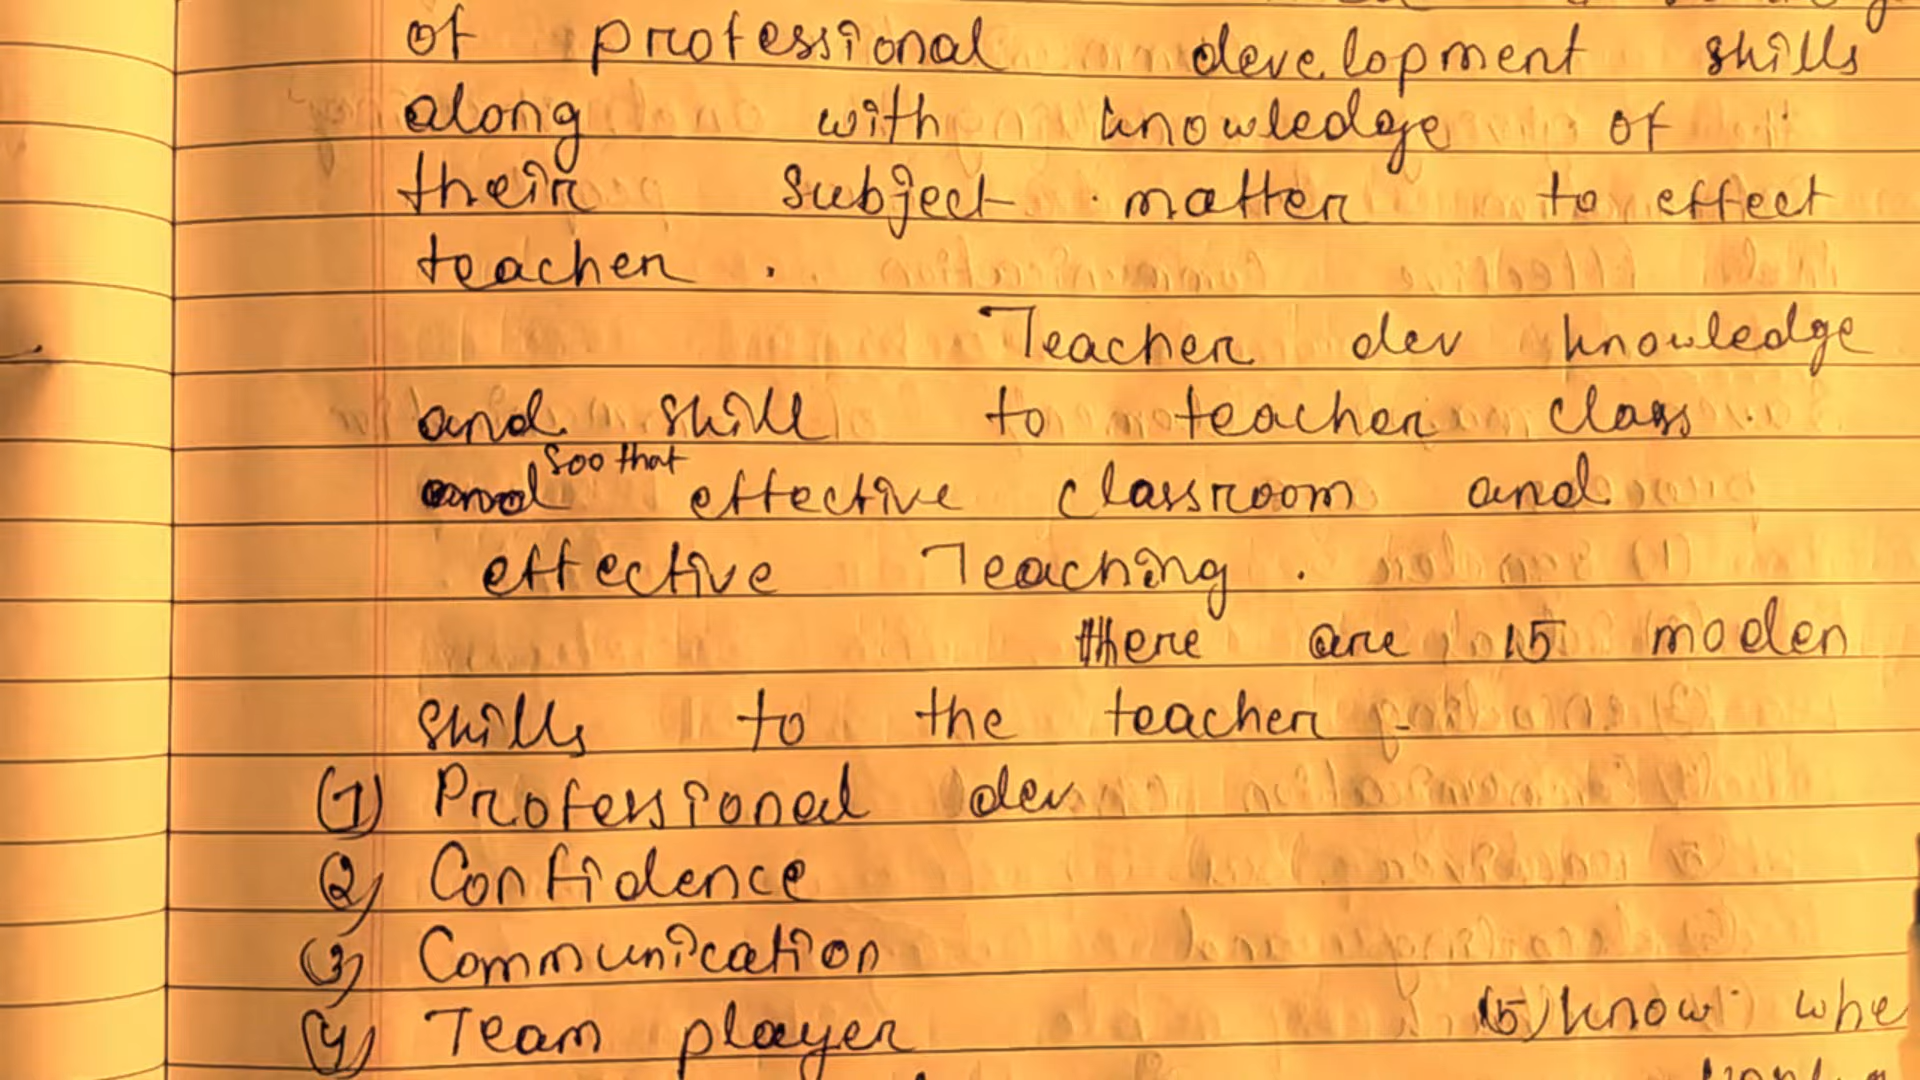 of professional development skills
along with knowledge of
their subject matter to effect
teacher .
Teacher dev knowledge
and skill to teacher class .
soo that
effective classroom and
effective Teaching .
there are 15 moden
skills to the teacher -
(1) Professional dev
(2) Confidence
(3) Communication
(4) Team player
(5) know whe